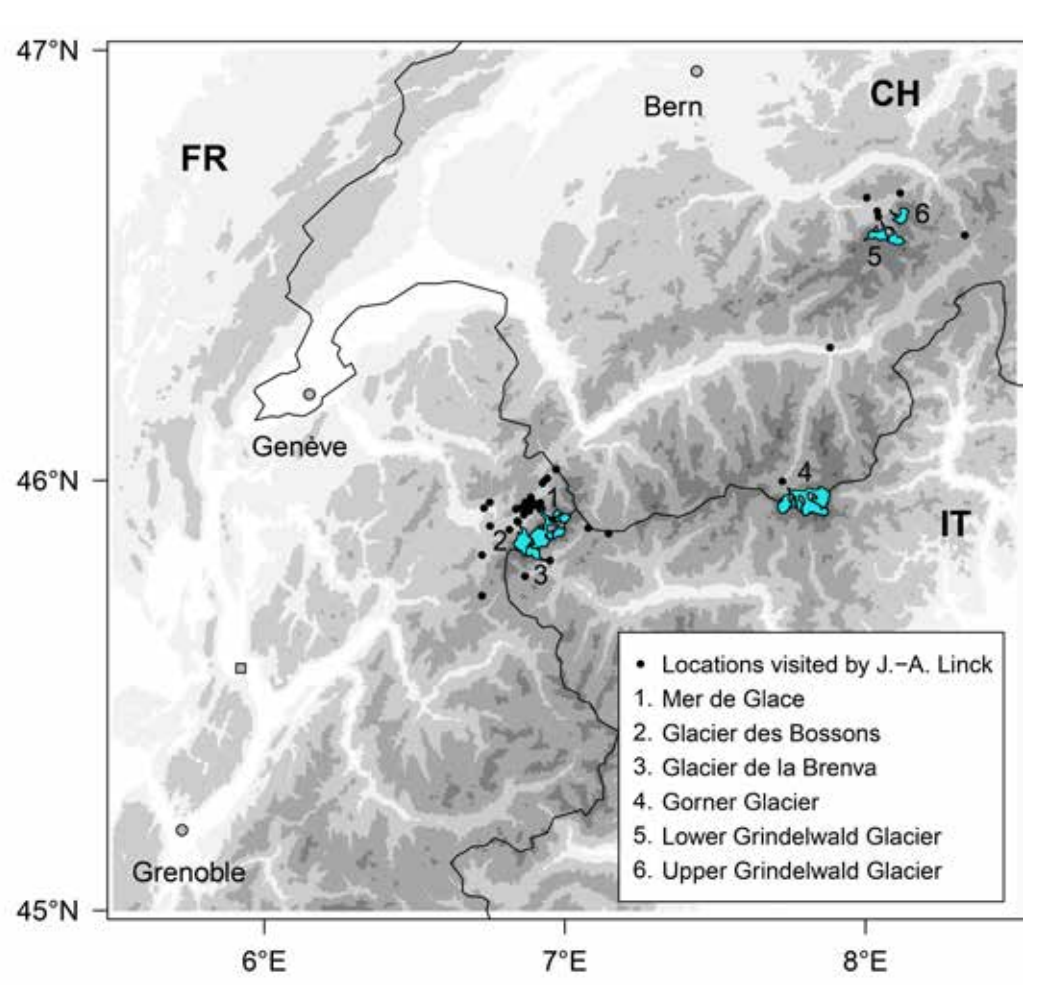 47°N
Bern
CH
FR
6
5
Genève
46°N
4
1
IT
2
3
Locations visited by J.−A. Linck
1. Mer de Glace
2. Glacier des Bossons
3. Glacier de la Brenva
4. Gorner Glacier
5. Lower Grindelwald Glacier
6. Upper Grindelwald Glacier
Grenoble
45°N
6°E
7°E
8°E